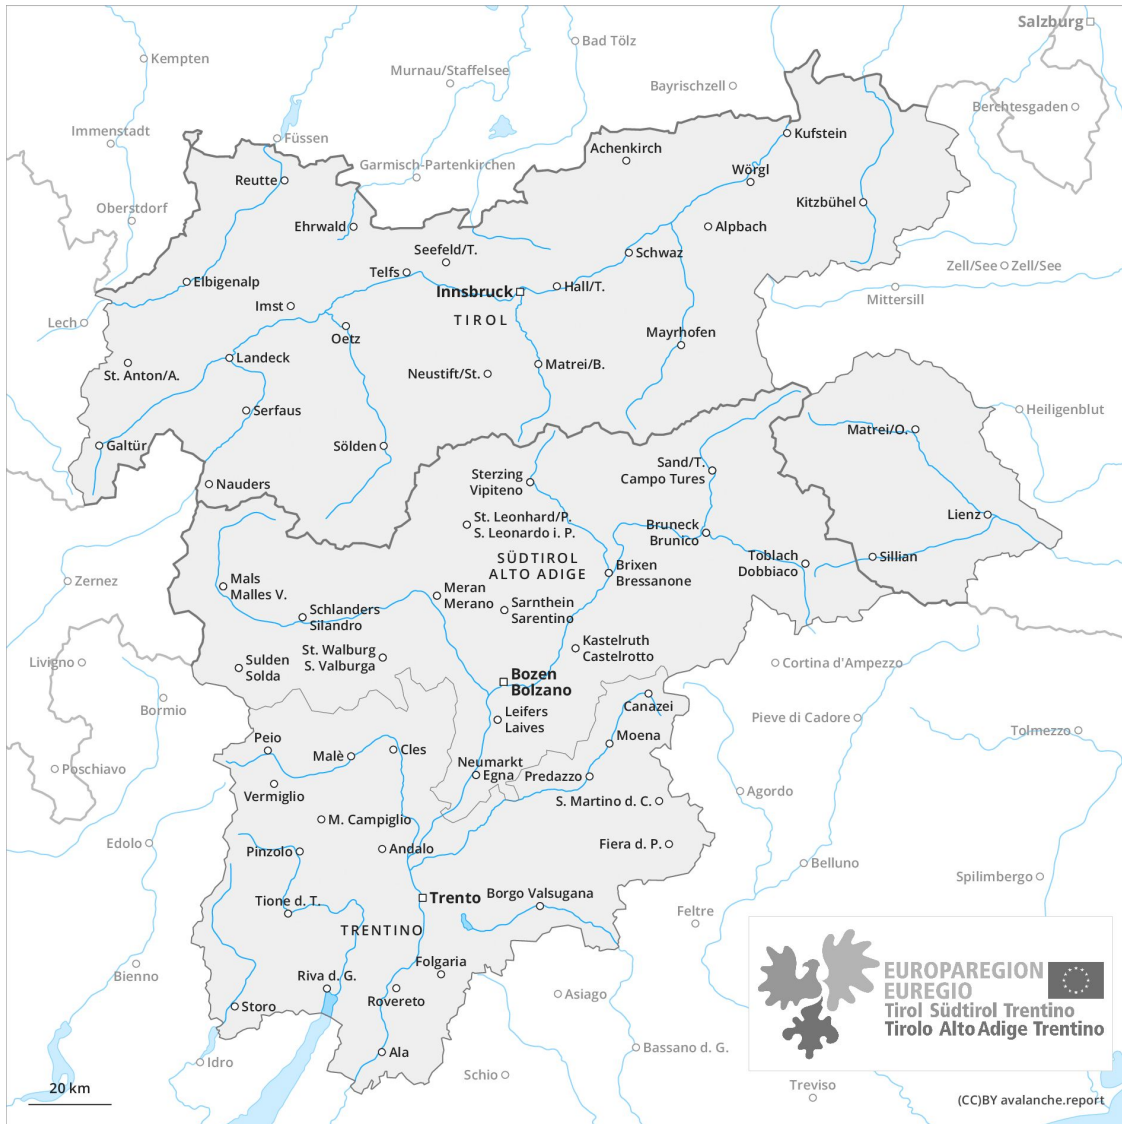 Salzburg
Bad Tölz
Kempten
Murnau/Staffelsee
Bayrischzell
Berchtesgaden
Immenstadt
Füssen
Kufstein
Achenkirch
Garmisch-Partenkirchen
Wörgl
Reutte
Kitzbühel
Oberstdorf
Ehrwald
Alpbach
Seefeld/T.
Schwaz
Zell/See
Zell/See
Telfs
Elbigenalp
Hall/T.
Innsbruck
Mittersill
Imst
TIROL
Lech
Oetz
Mayrhofen
Landeck
Matrei/B.
St. Anton/A.
Neustift/St.
Serfaus
Heiligenblut
Matrei/O.
Galtür
Sölden
Sand/T.
Campo Tures
Sterzing
Vipiteno
Nauders
Lienz
St. Leonhard/P.
S. Leonardo i. P.
Bruneck
Brunico
SÜDTIROL
ALTO ADIGE
Toblach
Dobbiaco
Sillian
Brixen
Bressanone
Zernez
Mals
Malles V.
Meran
Merano
Sarnthein
Sarentino
Schlanders
Silandro
Kastelruth
Castelrotto
St. Walburg
S. Valburga
Livigno
Sulden
Solda
Cortina d'Ampezzo
Bozen
Bolzano
Canazei
Bormio
Leifers
Laives
Pieve di Cadore
Tolmezzo
Moena
Peio
Malè
Cles
Neumarkt
Egna
Predazzo
Poschiavo
Vermiglio
Agordo
S. Martino d. C.
M. Campiglio
Edolo
Fiera d. P.
Pinzolo
Andalo
Belluno
Spilimbergo
Borgo Valsugana
Tione d. T.
Trento
Feltre
TRENTINO
Folgaria
Bienno
Riva d. G.
Rovereto
Asiago
Storo
EUROPAREGION
EUREGIO
Tirol Südtirol Trentino
Tirolo Alto Adige Trentino
Bassano d. G.
Ala
Idro
Schio
Treviso
20 km
(CC)BY avalanche.report